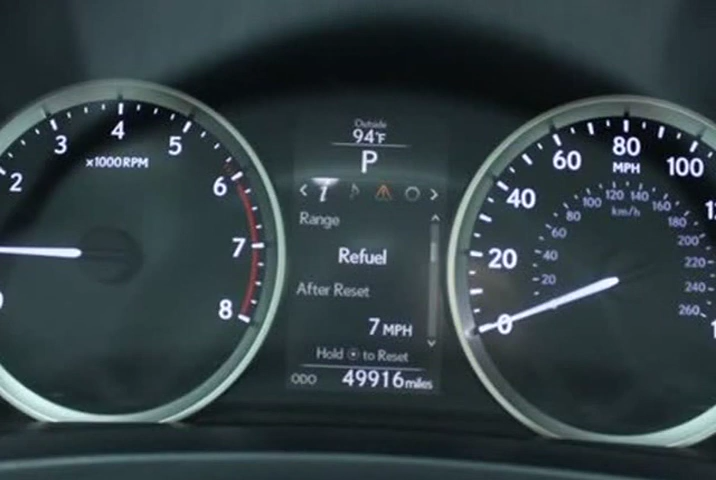 2
3
4
5
6
7
8
×1000RPM
Outside
94°F
P
Range
Refuel
After Reset
7 MPH
Hold to Reset
ODO 49916 miles
0
20
40
60
80
100
MPH
km/h
20
40
60
80
100
120
140
160
180
200
220
240
260